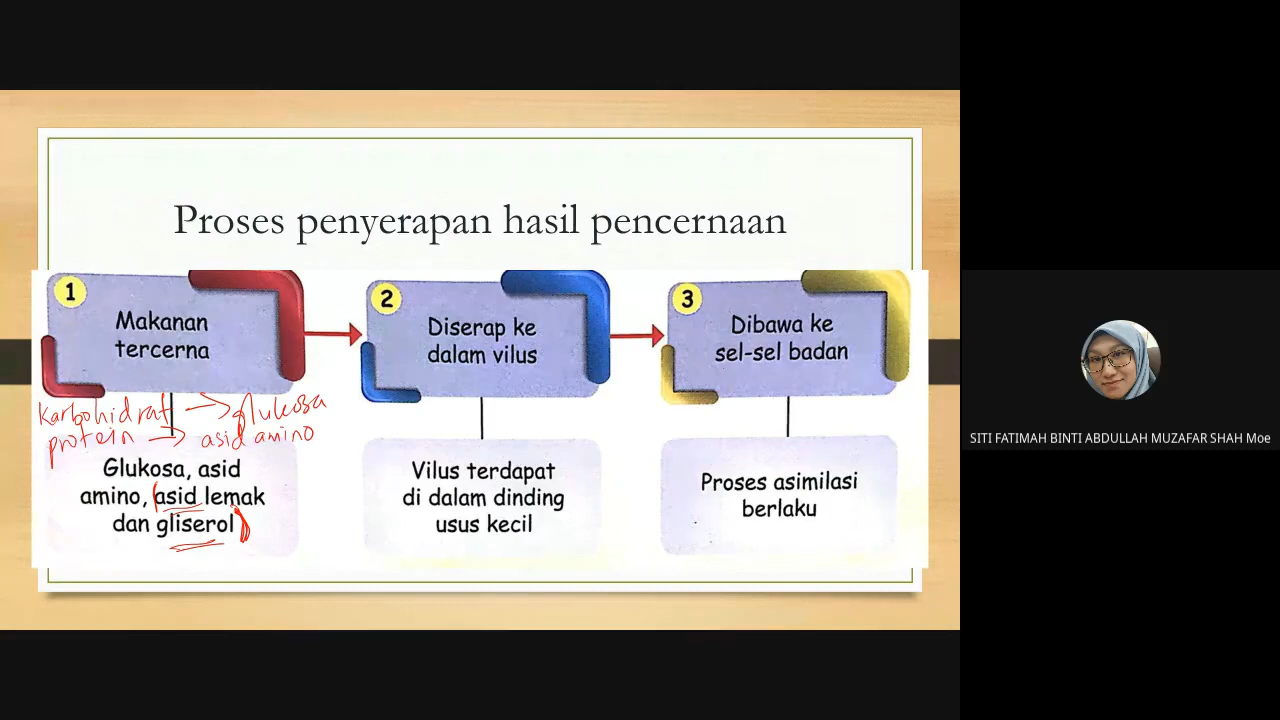 Proses penyerapan hasil pencernaan
1
Makanan
tercerna
karbohidrat → glukosa
protein → asid amino
Glukosa, asid
amino, (asid lemak
dan gliserol)
2
Diserap ke
dalam vilus
Vilus terdapat
di dalam dinding
usus kecil
3
Dibawa ke
sel-sel badan
Proses asimilasi
berlaku
SITI FATIMAH BINTI ABDULLAH MUZAFAR SHAH Moe